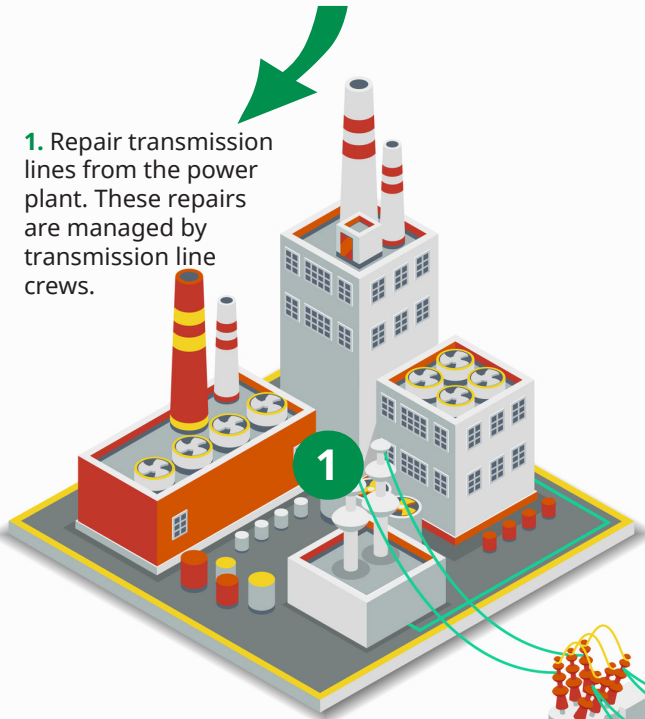 1. Repair transmission
lines from the power
plant. These repairs
are managed by
transmission line
crews.
1